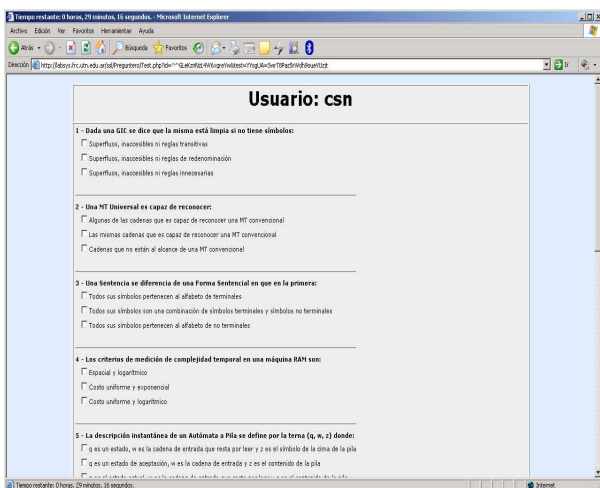 Tiempo restante: 0 horas, 29 minutos, 16 segundos. - Microsoft Internet Explorer
Archivo Edición Ver Favoritos Herramientas Ayuda
Atrás Búsqueda Favoritos
Dirección Ir
Usuario: csn
1 - Dada una GIC se dice que la misma está limpia si no tiene símbolos:
Superfluos, inaccesibles ni reglas transitivas
Superfluos, inaccesibles ni reglas de redenominación
Superfluos, inaccesibles ni reglas innecesarias
2 - Una MT Universal es capaz de reconocer:
Algunas de las cadenas que es capaz de reconocer una MT convencional
Las mismas cadenas que es capaz de reconocer una MT convencional
Cadenas que no están al alcance de una MT convencional
3 - Una Sentencia se diferencia de una Forma Sentencial en que en la primera:
Todos sus símbolos pertenecen al alfabeto de terminales
Todos sus símbolos son una combinación de símbolos terminales y símbolos no terminales
Todos sus símbolos pertenecen al alfabeto de no terminales
4 - Los criterios de medición de complejidad temporal en una máquina RAM son:
Espacial y logarítmico
Costo uniforme y exponencial
Costo uniforme y logarítmico
5 - La descripción instantánea de un Autómata a Pila se define por la terna (q, w, z) donde:
q es un estado, w es la cadena de entrada que resta por leer y z es el símbolo de la cima de la pila
q es un estado de aceptación, w es la cadena de entrada y z es el contenido de la pila
Tiempo restante: 0 horas, 29 minutos, 16 segundos. Internet